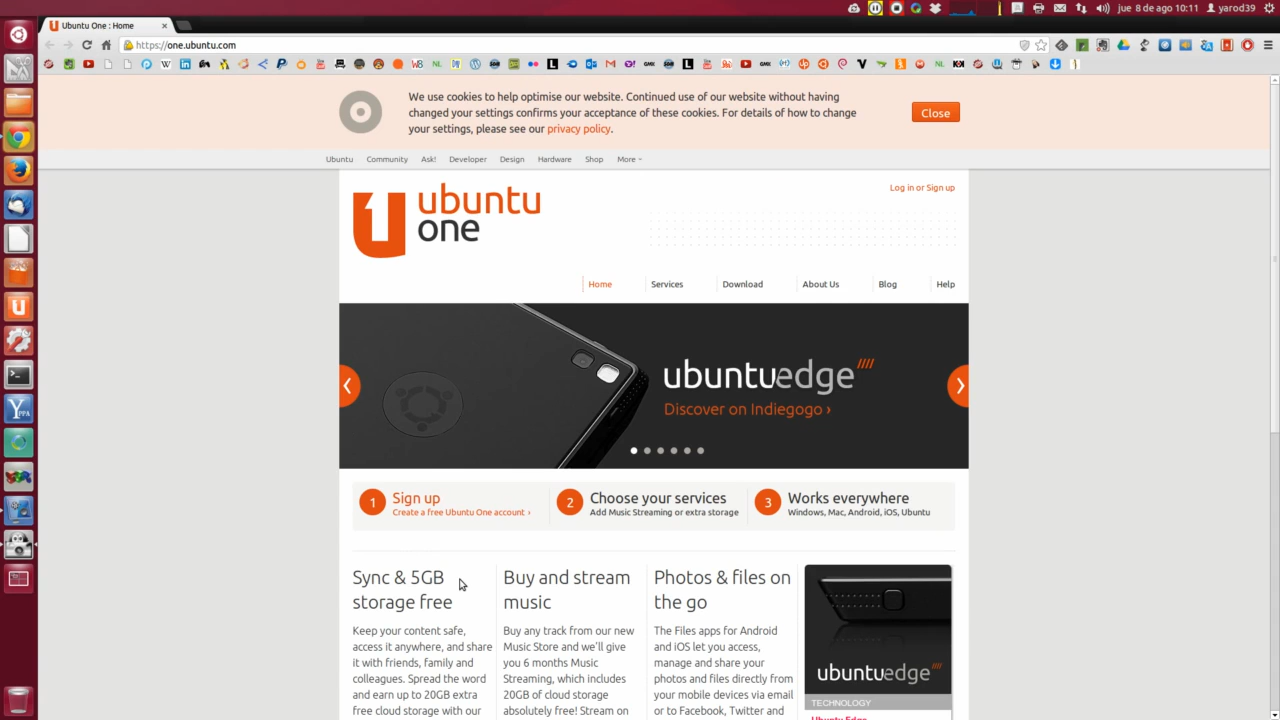 jue 8 de ago 10:11 yarod39
Ubuntu One : Home
https://one.ubuntu.com
We use cookies to help optimise our website. Continued use of our website without having
changed your settings confirms your acceptance of these cookies. For details of how to change
your settings, please see our privacy policy.
Close
Ubuntu Community Ask! Developer Design Hardware Shop More
Log in or Sign up
ubuntu
one
Home Services Download About Us Blog Help
ubuntuedge
Discover on Indiegogo ›
1 Sign up
Create a free Ubuntu One account ›
2 Choose your services
Add Music Streaming or extra storage
3 Works everywhere
Windows, Mac, Android, iOS, Ubuntu
Sync & 5GB
storage free
Keep your content safe,
access it anywhere, and share
it with friends, family and
colleagues. Spread the word
and earn up to 20GB extra
free cloud storage with our
Buy and stream
music
Buy any track from our new
Music Store and we'll give
you 6 months Music
Streaming, which includes
20GB of cloud storage
absolutely free! Stream on
Photos & files on
the go
The Files apps for Android
and iOS let you access,
manage and share your
photos and files directly from
your mobile devices via email
or to Facebook, Twitter and
ubuntuedge
TECHNOLOGY
Ubuntu Edge